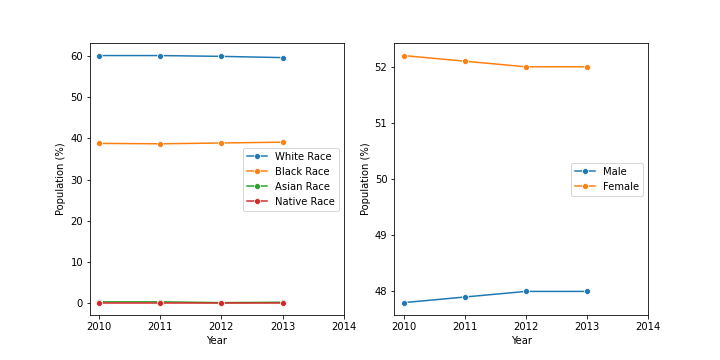 Population (%)
60
50
40
30
20
10
0
2010 2011 2012 2013 2014
Year
White Race
Black Race
Asian Race
Native Race
Population (%)
52
51
50
49
48
2010 2011 2012 2013 2014
Year
Male
Female